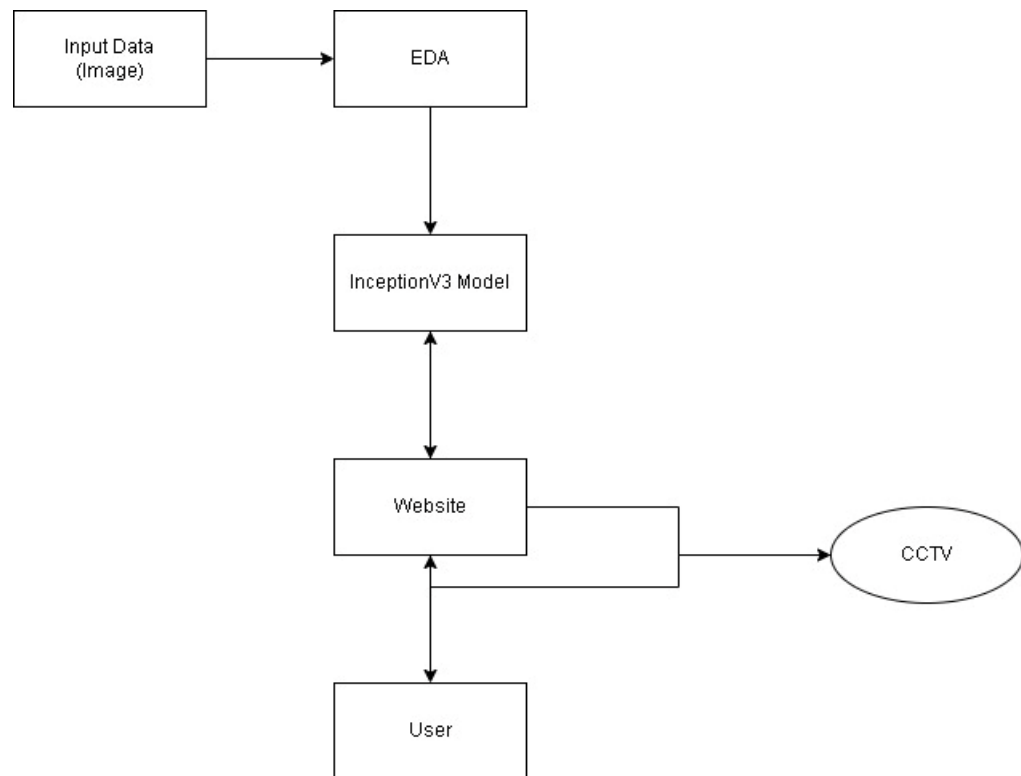 Input Data
(Image)
EDA
InceptionV3 Model
Website
CCTV
User